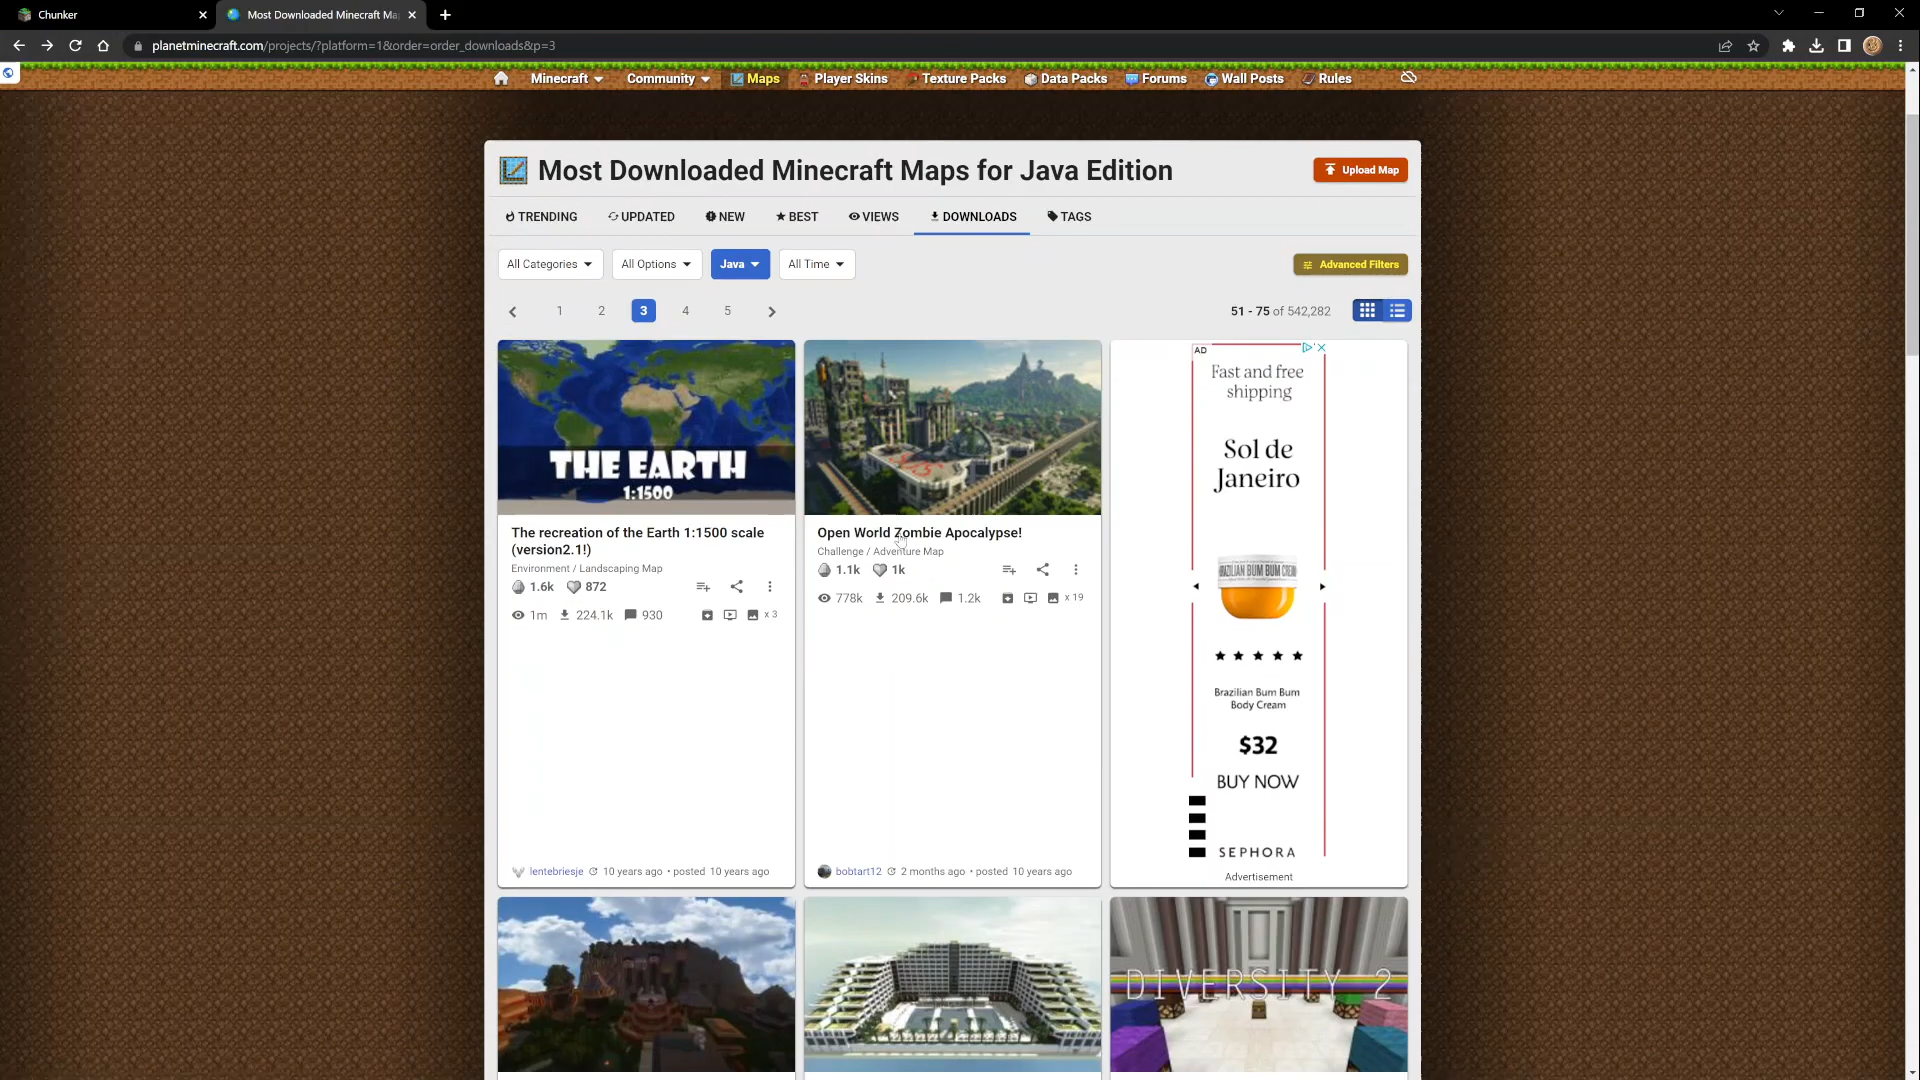 Chunker
Most Downloaded Minecraft Ma
planetminecraft.com/projects/?platform=1&order=order_downloads&p=3
Minecraft
Community
Maps
Player Skins
Texture Packs
Data Packs
Forums
Wall Posts
Rules
Most Downloaded Minecraft Maps for Java Edition
Upload Map
TRENDING
UPDATED
NEW
BEST
VIEWS
DOWNLOADS
TAGS
All Categories
All Options
Java
All Time
Advanced Filters
1
2
3
4
5
51 - 75 of 542,282
THE EARTH
1:1500
The recreation of the Earth 1:1500 scale
(version2.1!)
Environment / Landscaping Map
1.6k
872
1m
224.1k
930
x 3
lentebriesje
10 years ago • posted 10 years ago
Open World Zombie Apocalypse!
Challenge / Adventure Map
1.1k
1k
778k
209.6k
1.2k
x 19
bobtart12
2 months ago • posted 10 years ago
AD
Fast and free
shipping
Sol de
Janeiro
BRAZILIAN BUM BUM CREAM
Brazilian Bum Bum
Body Cream
$32
BUY NOW
SEPHORA
Advertisement
DIVERSITY 2